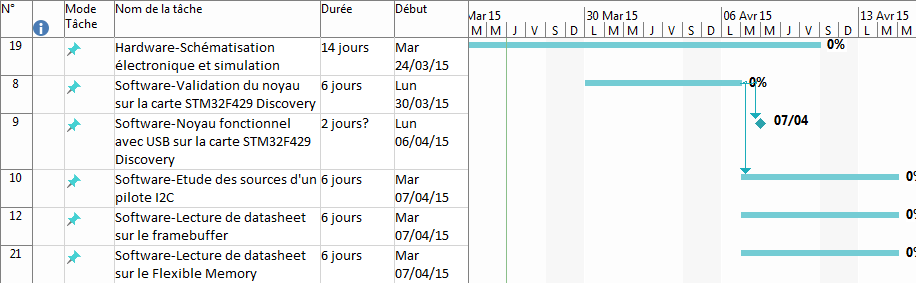 N° Mode Tâche Nom de la tâche Durée Début
Mar 15 30 Mar 15 06 Avr 15 13 Avr 15
M M J V S D L M M J V S D L M M J V S D L M M
19 Hardware-Schématisation électronique et simulation 14 jours Mar 24/03/15 0%
8 Software-Validation du noyau sur la carte STM32F429 Discovery 6 jours Lun 30/03/15 0%
9 Software-Noyau fonctionnel avec USB sur la carte STM32F429 Discovery 2 jours? Lun 06/04/15 07/04
10 Software-Etude des sources d'un pilote I2C 6 jours Mar 07/04/15
12 Software-Lecture de datasheet sur le framebuffer 6 jours Mar 07/04/15
21 Software-Lecture de datasheet sur le Flexible Memory 6 jours Mar 07/04/15